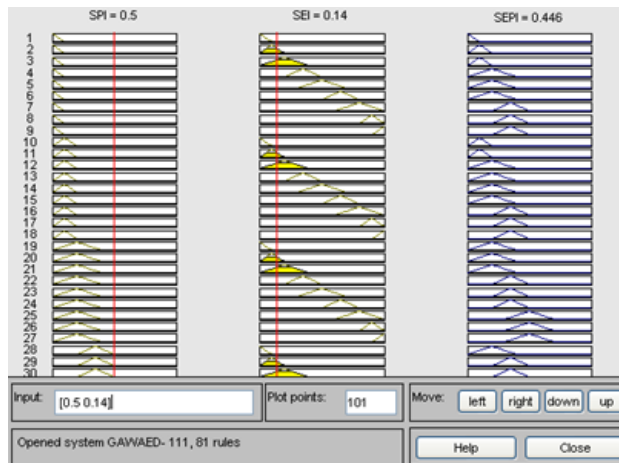 SPI = 0.5
SEI = 0.14
SEPI = 0.446
1
2
3
4
5
6
7
8
9
10
11
12
13
14
15
16
17
18
19
20
21
22
23
24
25
26
27
28
29
30
Input:
[0.5 0.14]
Plot points:
101
Move:
left
right
down
up
Opened system GAWAED- 111, 81 rules
Help
Close